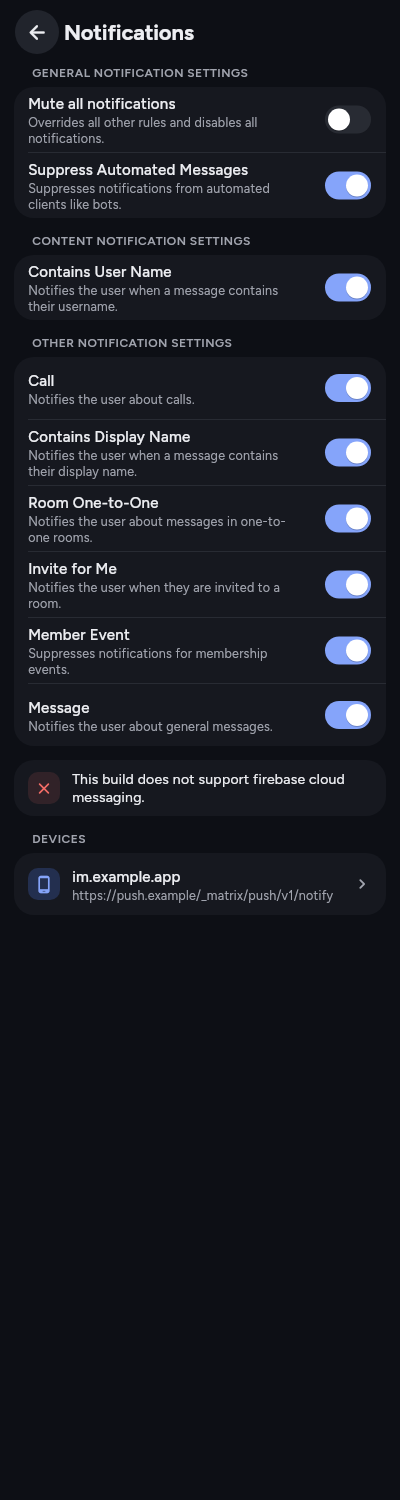 Notifications
GENERAL NOTIFICATION SETTINGS
Mute all notifications
Overrides all other rules and disables all
notifications.
Suppress Automated Messages
Suppresses notifications from automated
clients like bots.
CONTENT NOTIFICATION SETTINGS
Contains User Name
Notifies the user when a message contains
their username.
OTHER NOTIFICATION SETTINGS
Call
Notifies the user about calls.
Contains Display Name
Notifies the user when a message contains
their display name.
Room One-to-One
Notifies the user about messages in one-to-
one rooms.
Invite for Me
Notifies the user when they are invited to a
room.
Member Event
Suppresses notifications for membership
events.
Message
Notifies the user about general messages.
This build does not support firebase cloud
messaging.
DEVICES
im.example.app
https://push.example/_matrix/push/v1/notify